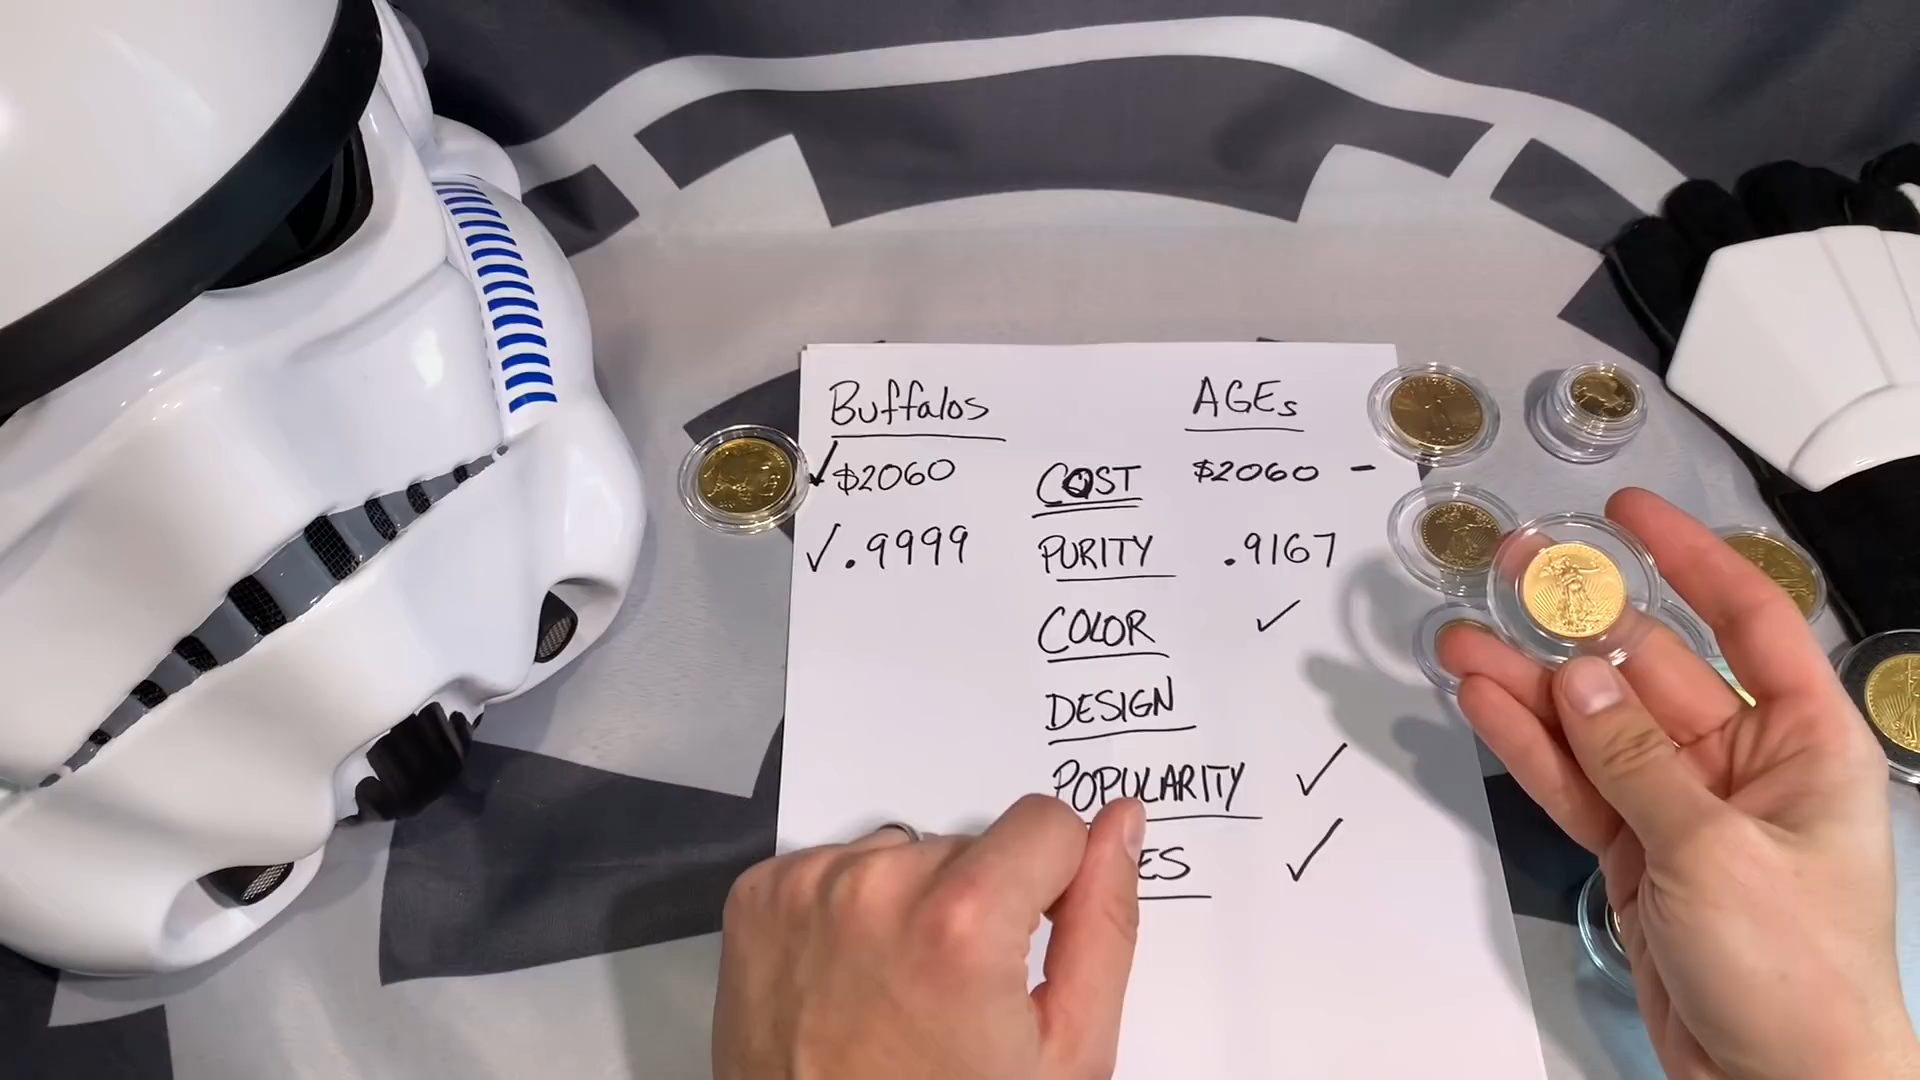 Buffalos AGEs
✓ $2060 COST $2060 -
✓ .9999 PURITY .9167
COLOR ✓
DESIGN
POPULARITY ✓
ES ✓